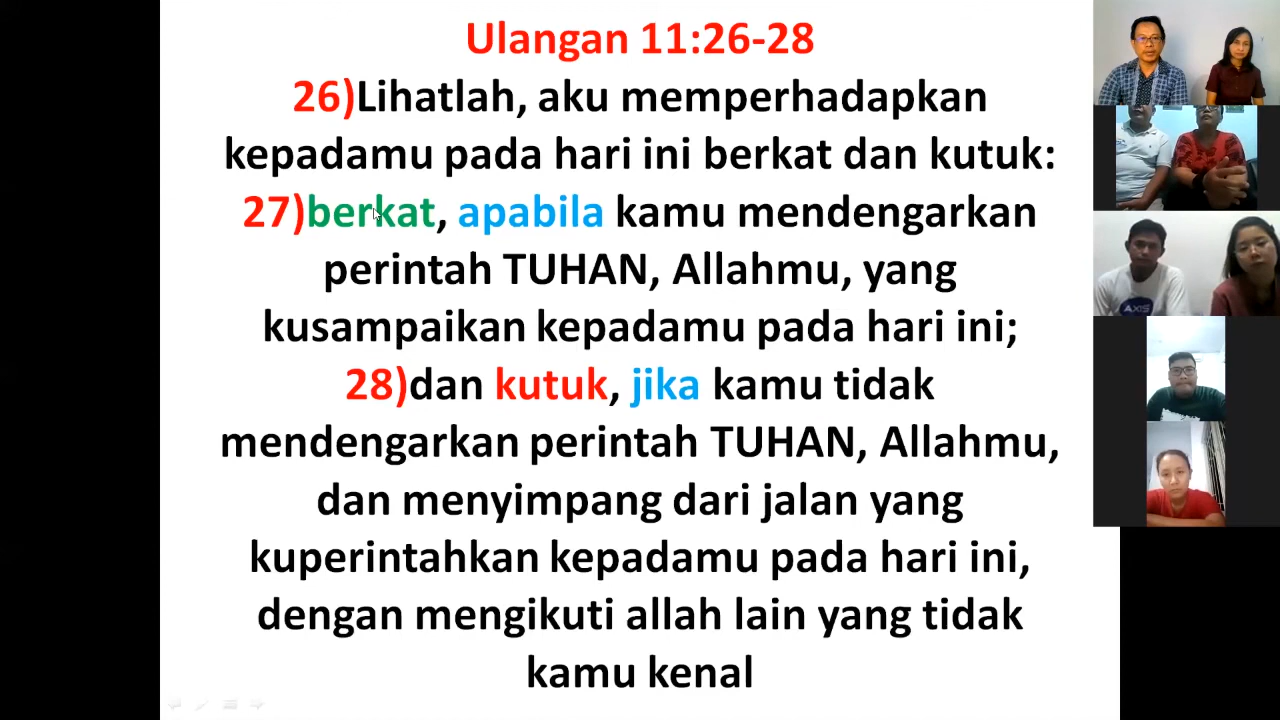 Ulangan 11:26-28
26)Lihatlah, aku memperhadapkan
kepadamu pada hari ini berkat dan kutuk:
27)berkat, apabila kamu mendengarkan
perintah TUHAN, Allahmu, yang
kusampaikan kepadamu pada hari ini;
28)dan kutuk, jika kamu tidak
mendengarkan perintah TUHAN, Allahmu,
dan menyimpang dari jalan yang
kuperintahkan kepadamu pada hari ini,
dengan mengikuti allah lain yang tidak
kamu kenal
AXIS